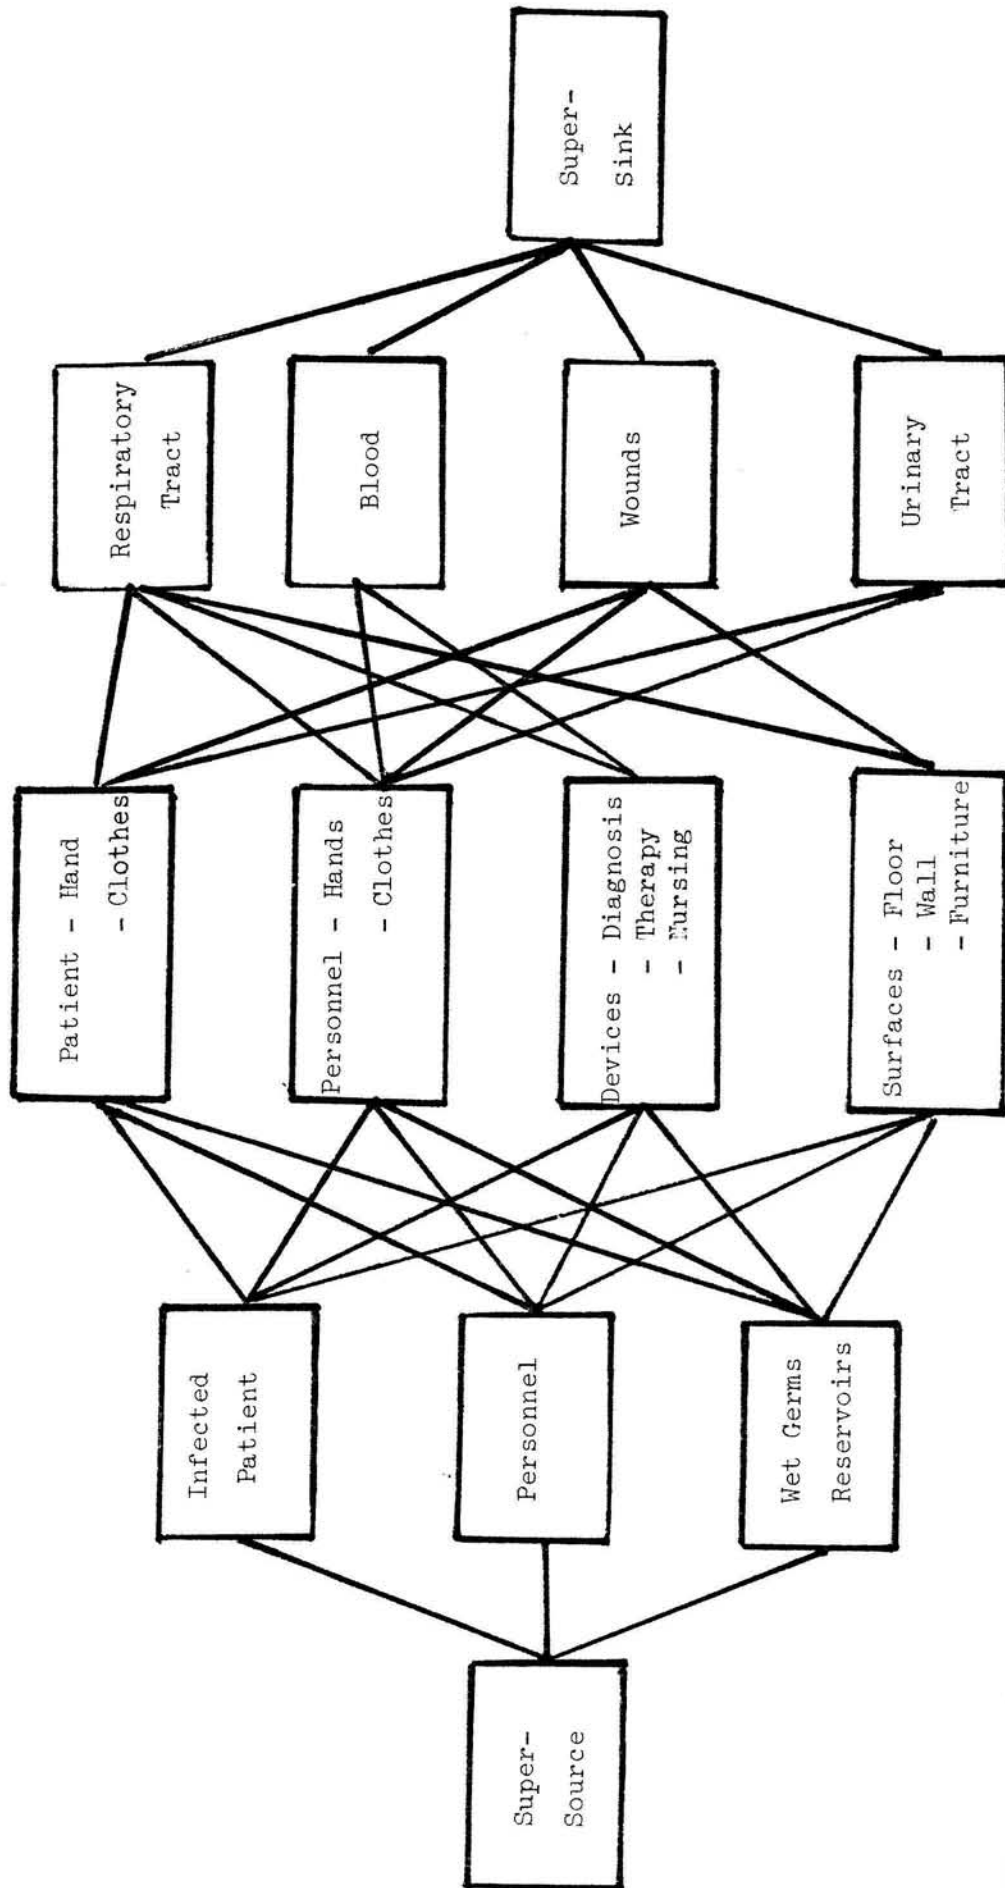 Super-
Source
Infected
Patient
Personnel
Wet Germs
Reservoirs
Patient - Hand
- Clothes
Personnel - Hands
- Clothes
Devices - Diagnosis
- Therapy
- Nursing
Surfaces - Floor
- Wall
- Furniture
Respiratory
Tract
Blood
Wounds
Urinary
Tract
Super-
sink